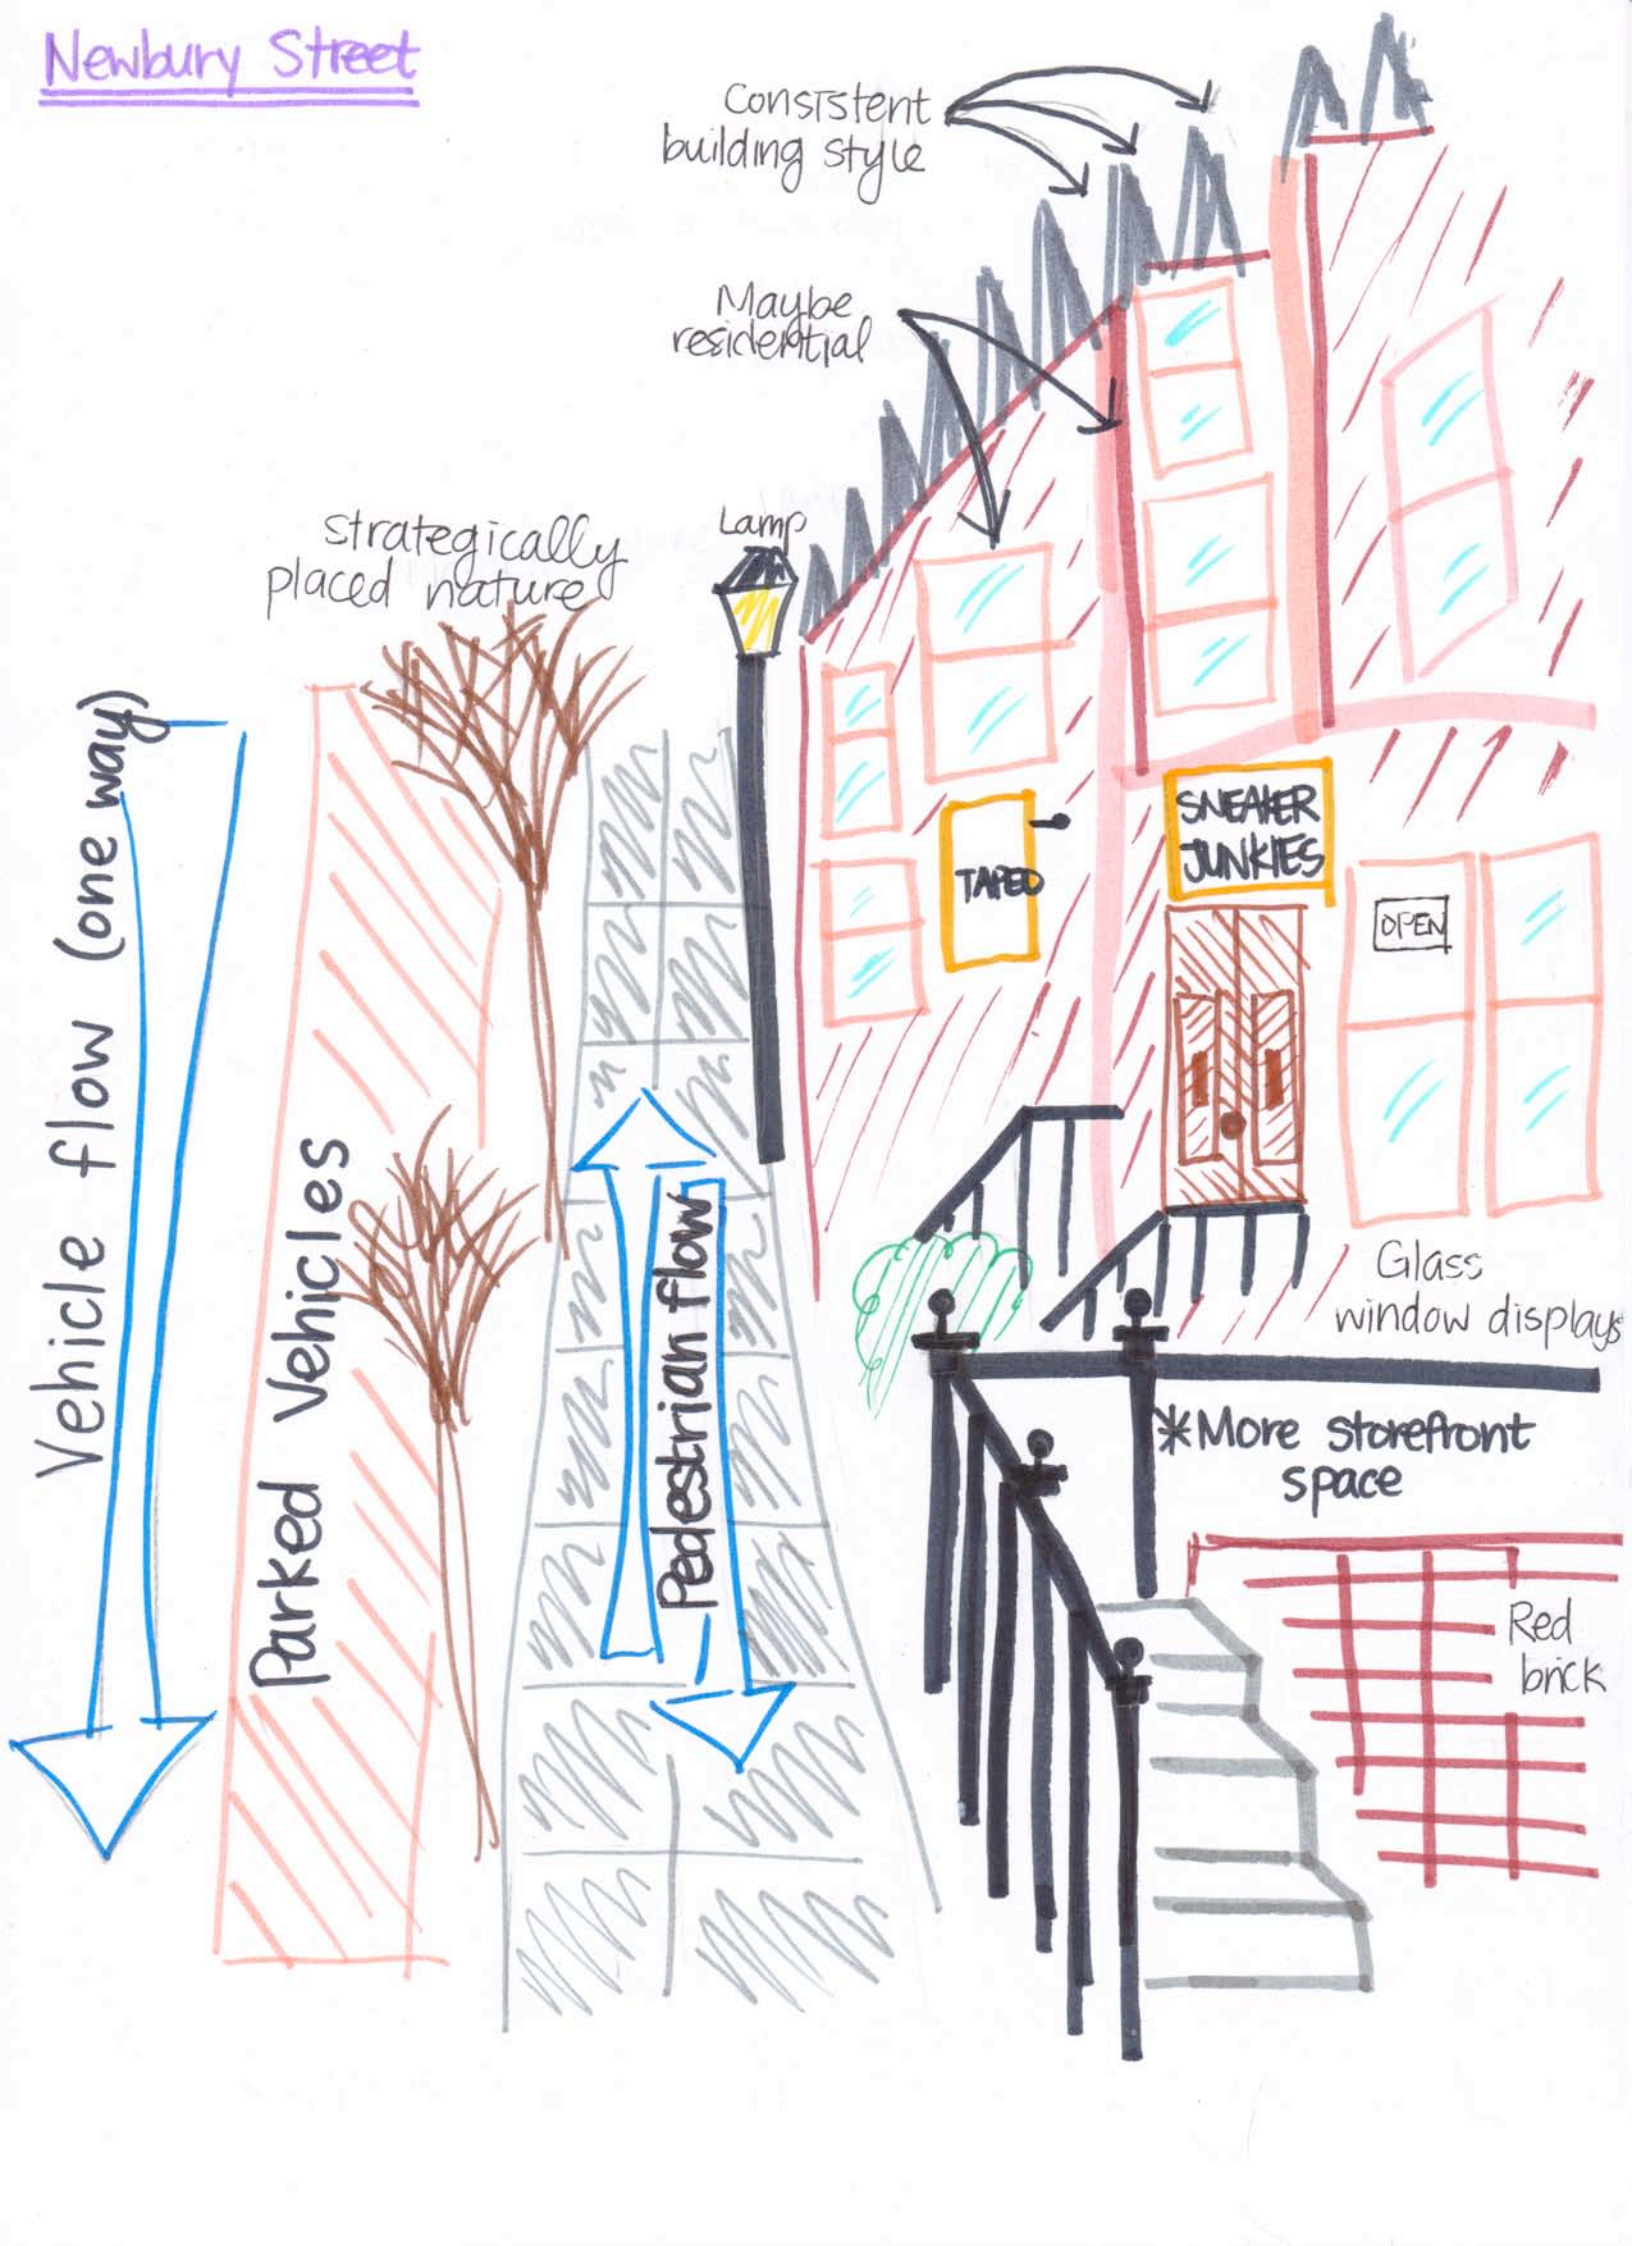 Newbury Street
Consistent
building style
Maybe
residential
strategically
placed nature
Lamp
Vehicle flow (one way)
Parked Vehicles
Pedestrian flow
TAPED
SNEAKER
JUNKIES
OPEN
Glass
window displays
*More storefront
space
Red
brick